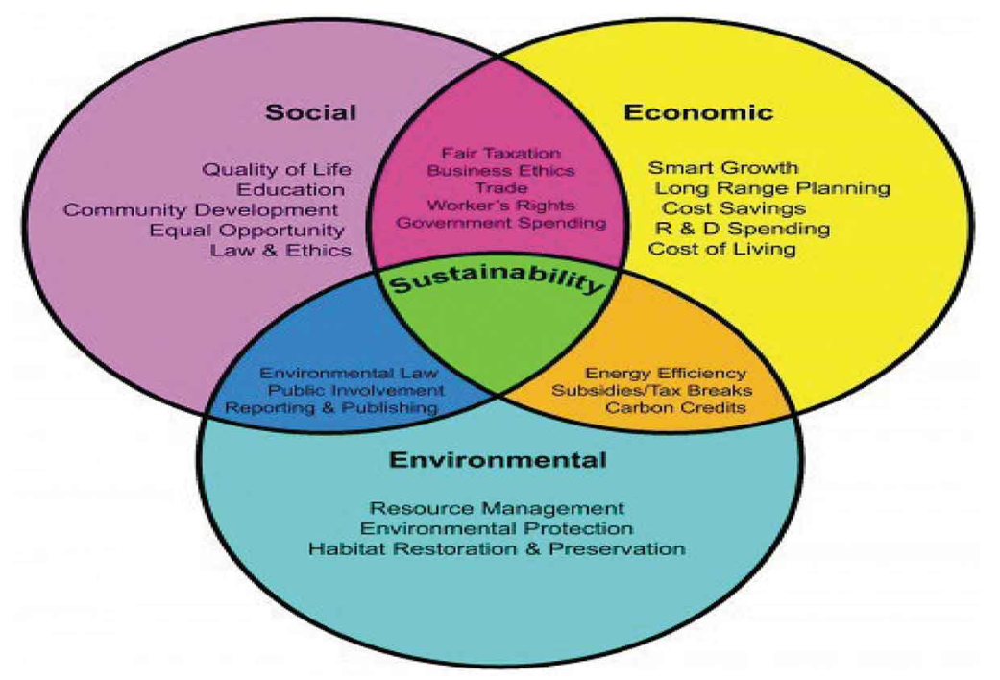 Social
Quality of Life
Education
Community Development
Equal Opportunity
Law & Ethics
Fair Taxation
Business Ethics
Trade
Worker's Rights
Government Spending
Economic
Smart Growth
Long Range Planning
Cost Savings
R & D Spending
Cost of Living
Sustainability
Environmental Law
Public Involvement
Reporting & Publishing
Energy Efficiency
Subsidies/Tax Breaks
Carbon Credits
Environmental
Resource Management
Environmental Protection
Habitat Restoration & Preservation